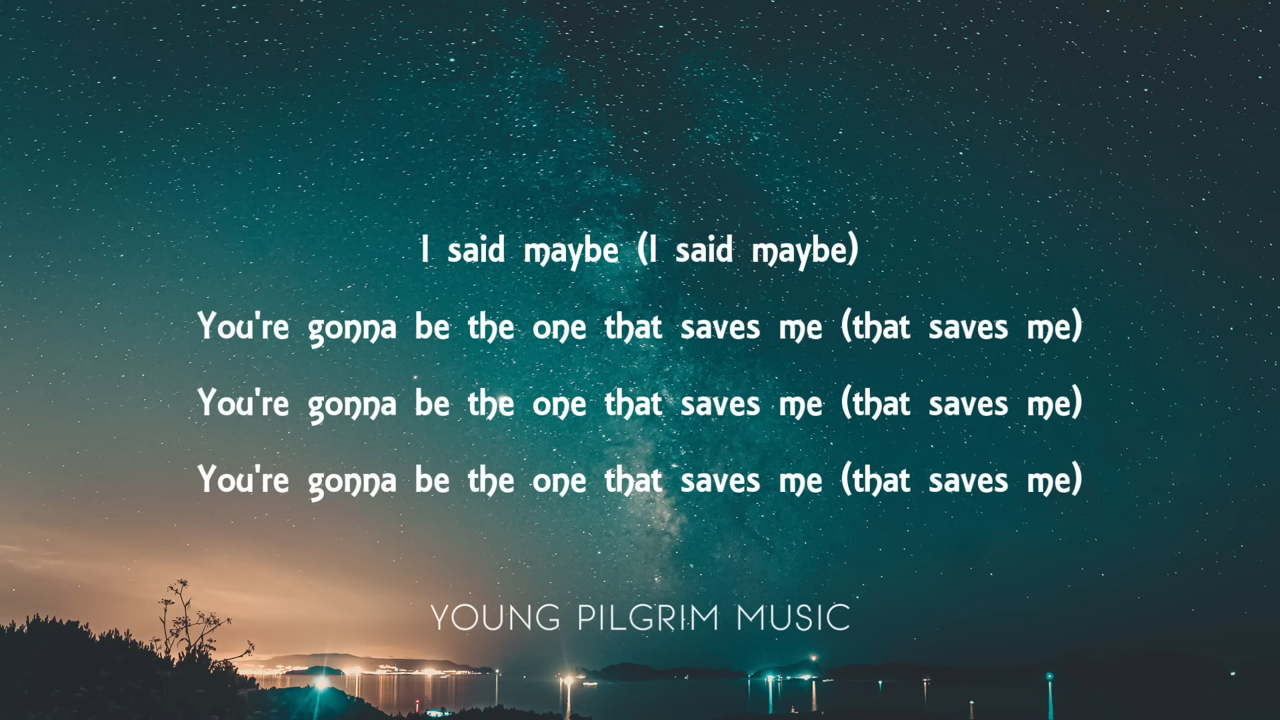 I said maybe (I said maybe)
You're gonna be the one that saves me (that saves me)
You're gonna be the one that saves me (that saves me)
You're gonna be the one that saves me (that saves me)
YOUNG PILGRIM MUSIC